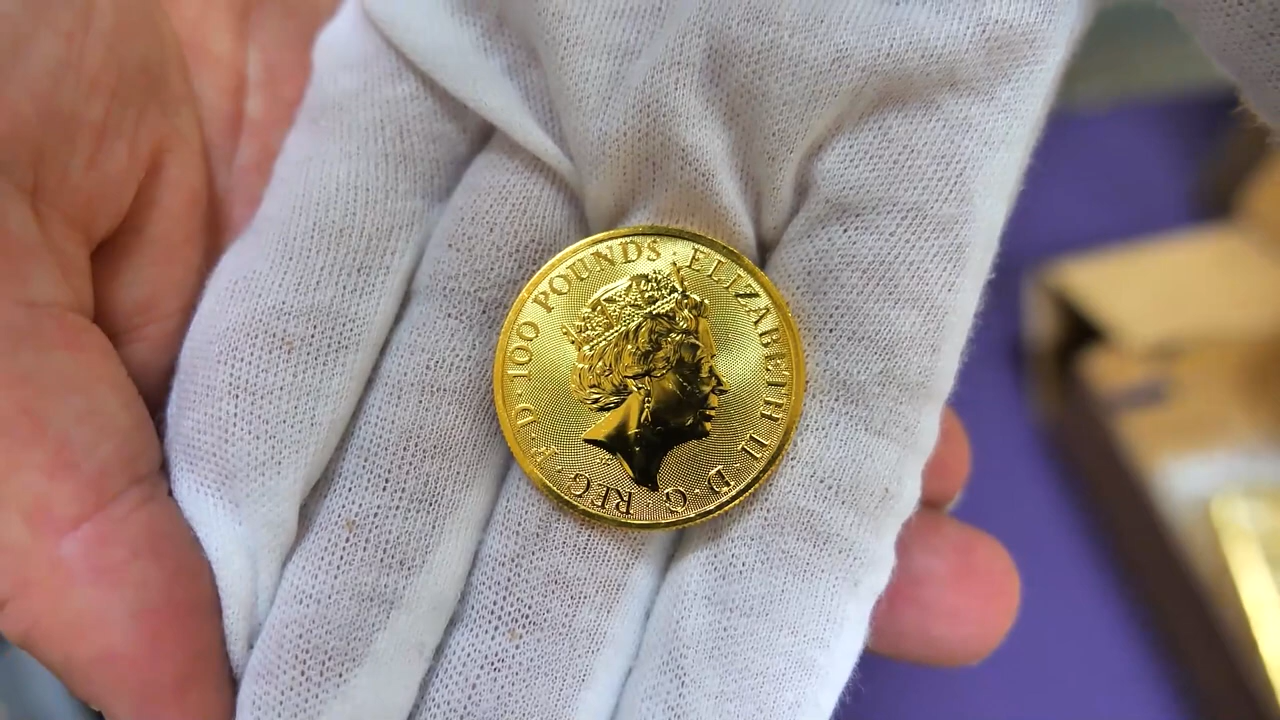 ELIZABETH II · D · G · REG · F · D · 100 POUNDS ·